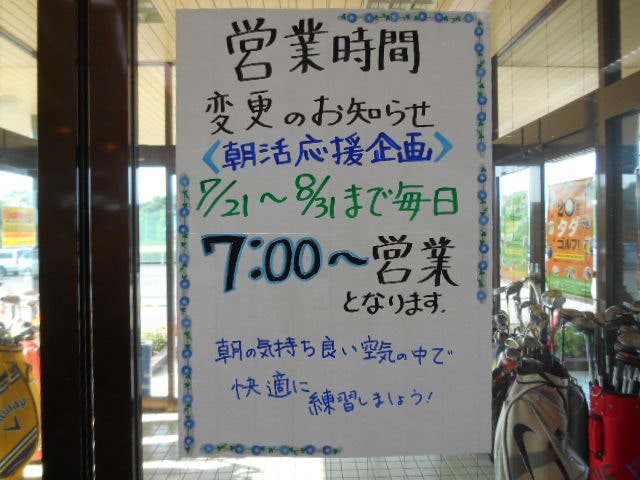 営業時間
変更のお知らせ
〈朝活応援企画〉
7/21～8/31まで毎日
7:00～営業
となります。
朝の気持ち良い空気の中で
快適に
練習しましょう!
20才
タダ
ゴルフ!